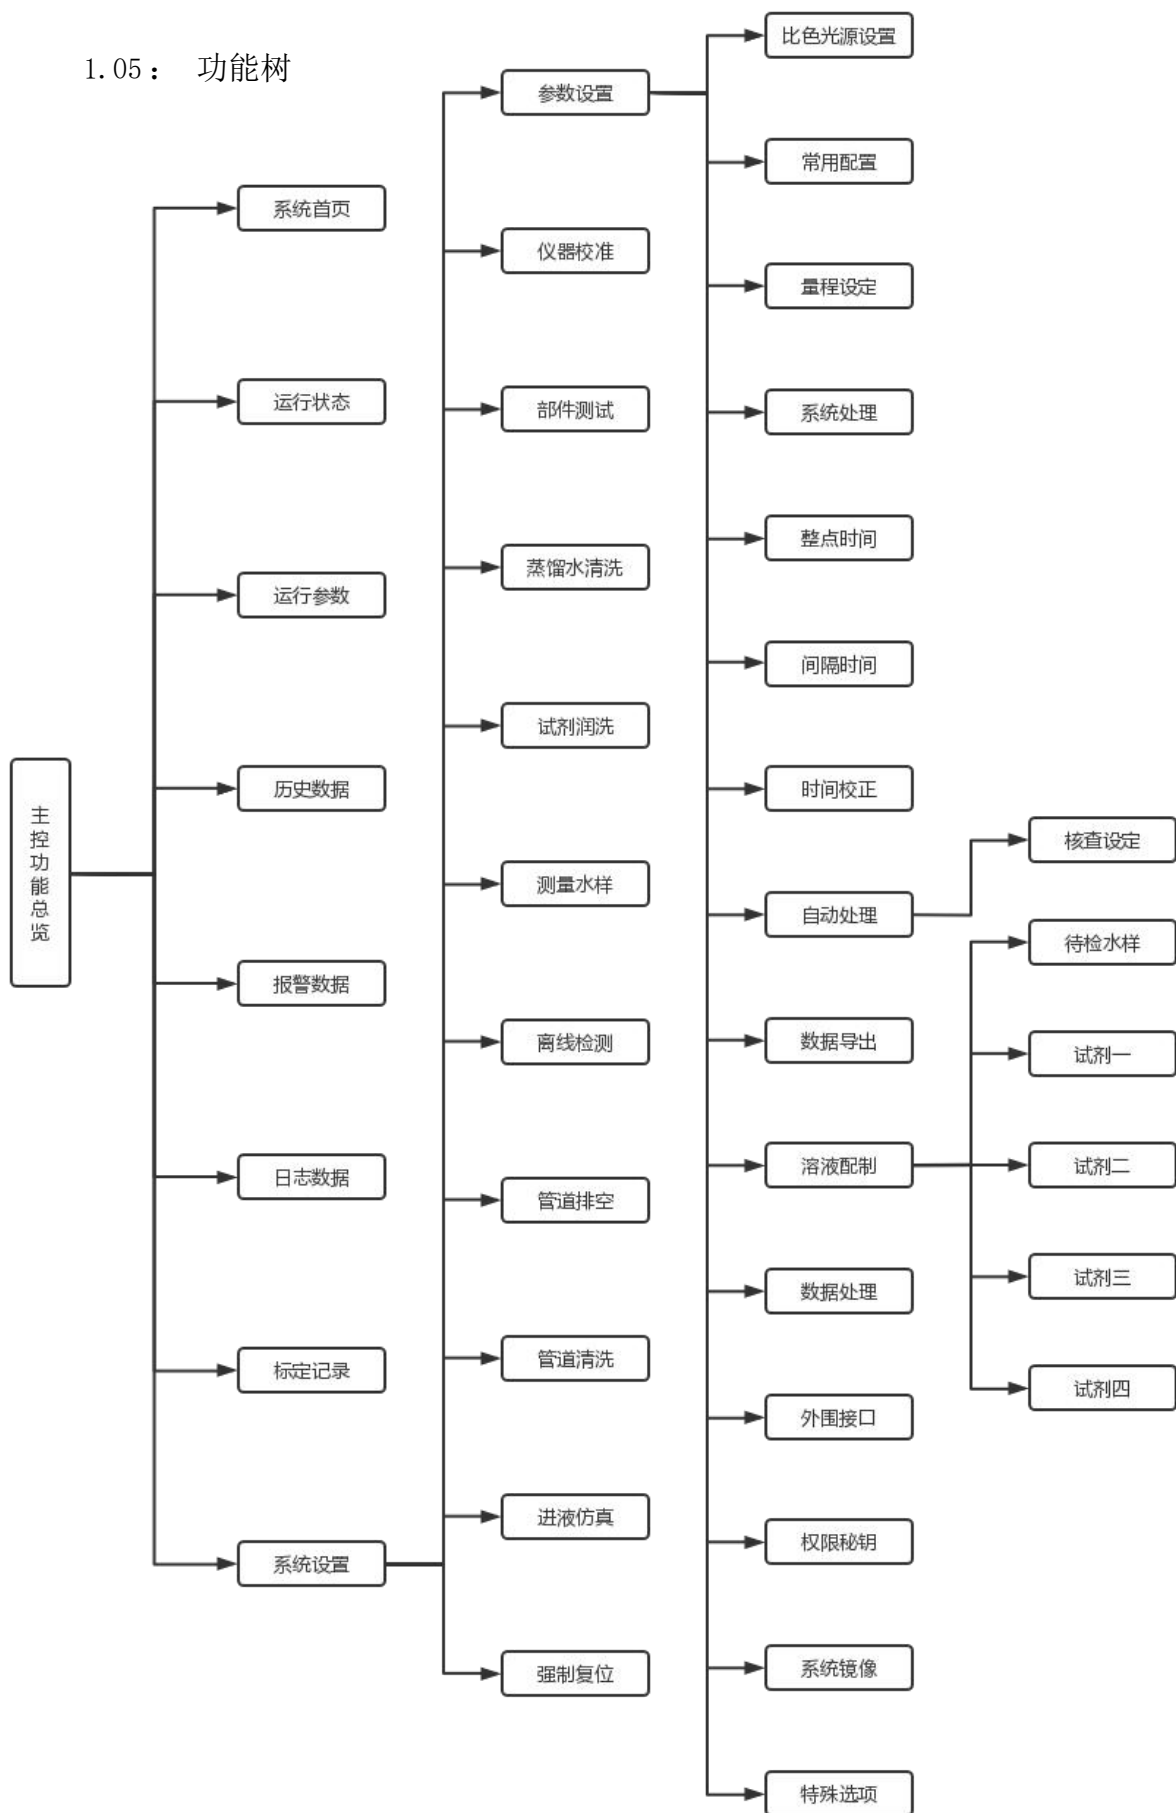 1.05： 功能树
主控功能总览
系统首页
运行状态
运行参数
历史数据
报警数据
日志数据
标定记录
系统设置
参数设置
仪器校准
部件测试
蒸馏水清洗
试剂润洗
测量水样
离线检测
管道排空
管道清洗
进液仿真
强制复位
比色光源设置
常用配置
量程设定
系统处理
整点时间
间隔时间
时间校正
自动处理
数据导出
溶液配制
数据处理
外围接口
权限秘钥
系统镜像
特殊选项
核查设定
待检水样
试剂一
试剂二
试剂三
试剂四